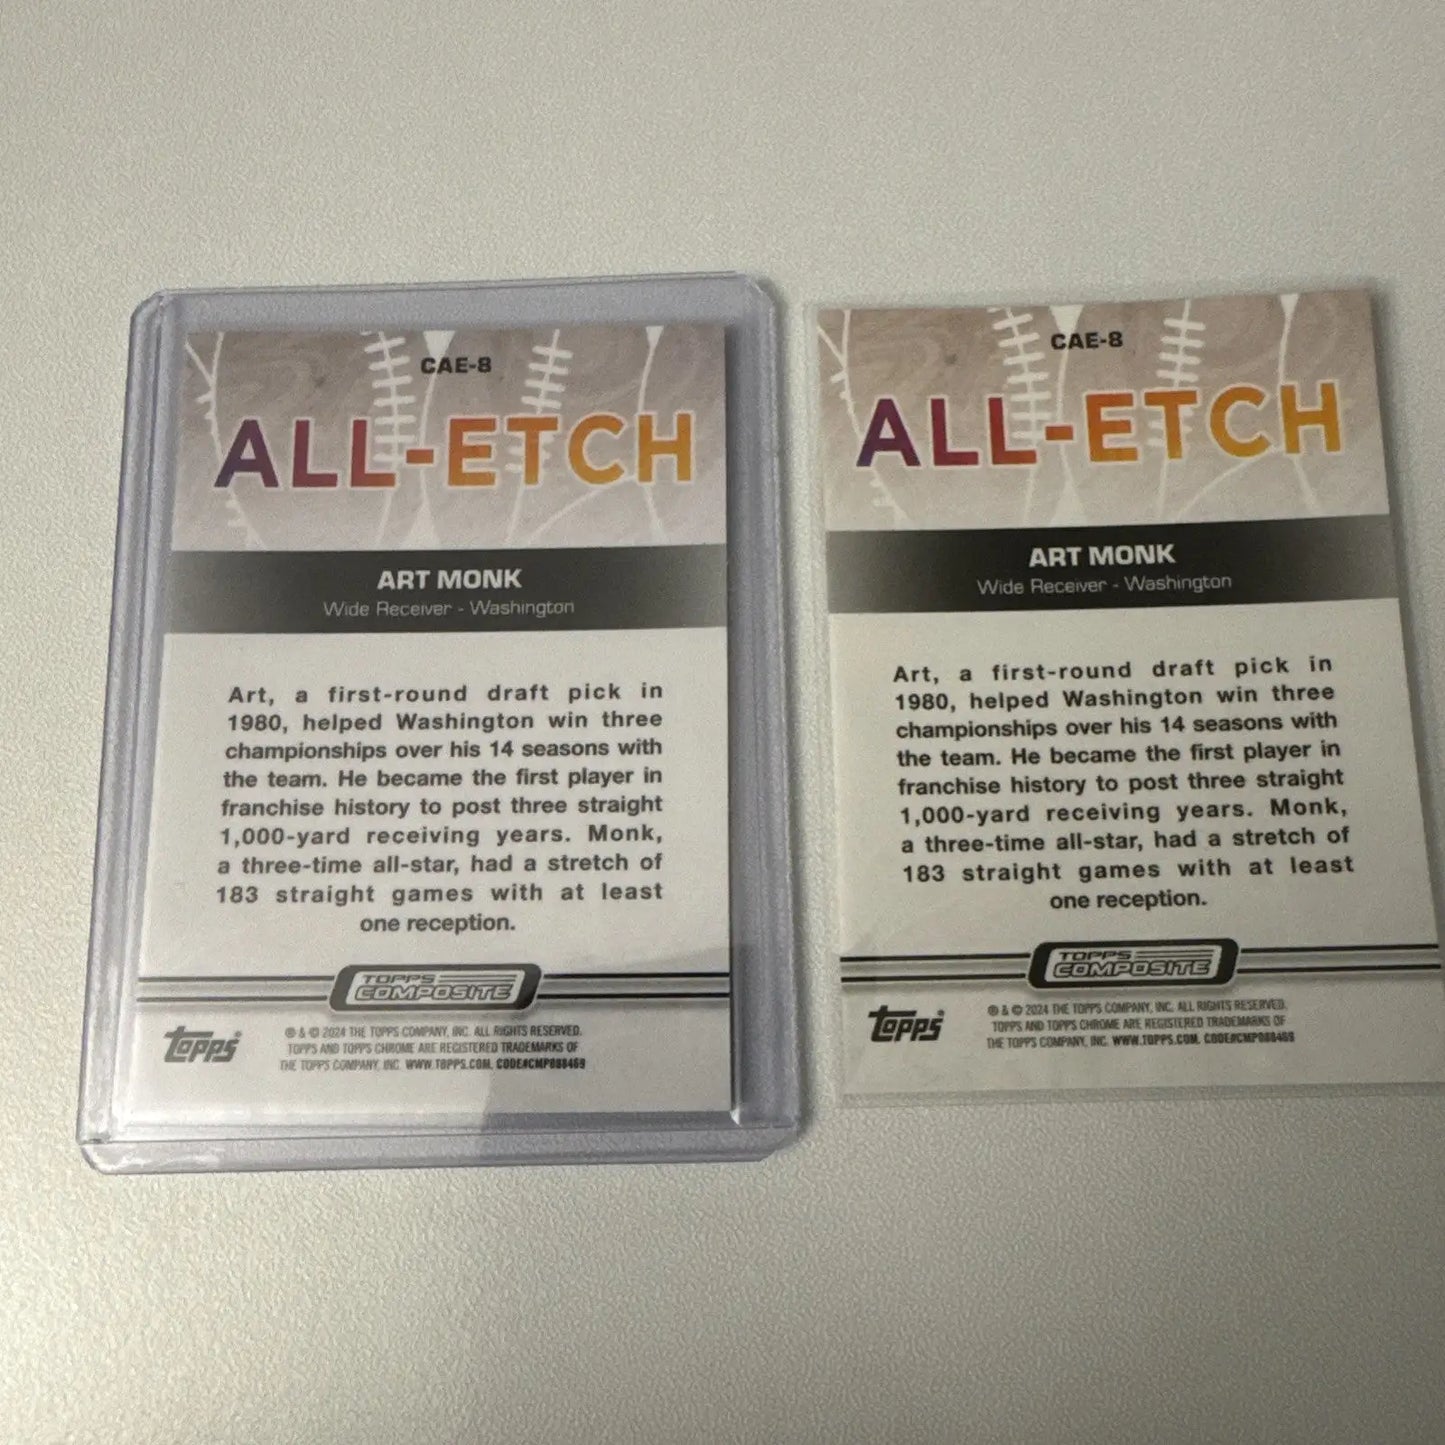 CAE-8
ALL-ETCH
ART MONK
Wide Receiver - Washington
Art, a first-round draft pick in
1980, helped Washington win three
championships over his 14 seasons with
the team. He became the first player in
franchise history to post three straight
1,000-yard receiving years. Monk,
a three-time all-star, had a stretch of
183 straight games with at least
one reception.
TOPPS
COMPOSITE
Topps
® & © 2024 THE TOPPS COMPANY, INC. ALL RIGHTS RESERVED.
TOPPS AND TOPPS CHROME ARE REGISTERED TRADEMARKS OF
THE TOPPS COMPANY, INC. WWW.TOPPS.COM. CODE#CMP088469
CAE-8
ALL-ETCH
ART MONK
Wide Receiver - Washington
Art, a first-round draft pick in
1980, helped Washington win three
championships over his 14 seasons with
the team. He became the first player in
franchise history to post three straight
1,000-yard receiving years. Monk,
a three-time all-star, had a stretch of
183 straight games with at least
one reception.
TOPPS
COMPOSITE
Topps
® & © 2024 THE TOPPS COMPANY, INC. ALL RIGHTS RESERVED.
TOPPS AND TOPPS CHROME ARE REGISTERED TRADEMARKS OF
THE TOPPS COMPANY, INC. WWW.TOPPS.COM. CODE#CMP088469